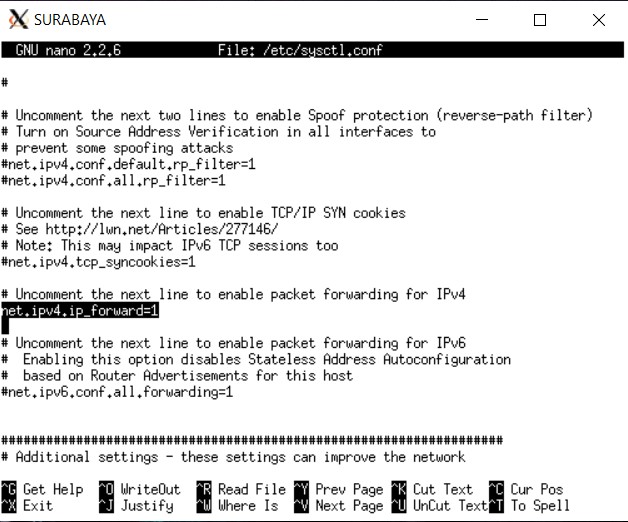 SURABAYA
GNU nano 2.2.6 File: /etc/sysctl.conf
#
# Uncomment the next two lines to enable Spoof protection (reverse-path filter)
# Turn on Source Address Verification in all interfaces to
# prevent some spoofing attacks
#net.ipv4.conf.default.rp_filter=1
#net.ipv4.conf.all.rp_filter=1
# Uncomment the next line to enable TCP/IP SYN cookies
# See http://lwn.net/Articles/277146/
# Note: This may impact IPv6 TCP sessions too
#net.ipv4.tcp_syncookies=1
# Uncomment the next line to enable packet forwarding for IPv4
net.ipv4.ip_forward=1
# Uncomment the next line to enable packet forwarding for IPv6
#  Enabling this option disables Stateless Address Autoconfiguration
#  based on Router Advertisements for this host
#net.ipv6.conf.all.forwarding=1
###################################################################
# Additional settings - these settings can improve the network
^G Get Help ^O WriteOut ^R Read File ^Y Prev Page ^K Cut Text ^C Cur Pos
^X Exit ^J Justify ^W Where Is ^V Next Page ^U UnCut Text ^T To Spell